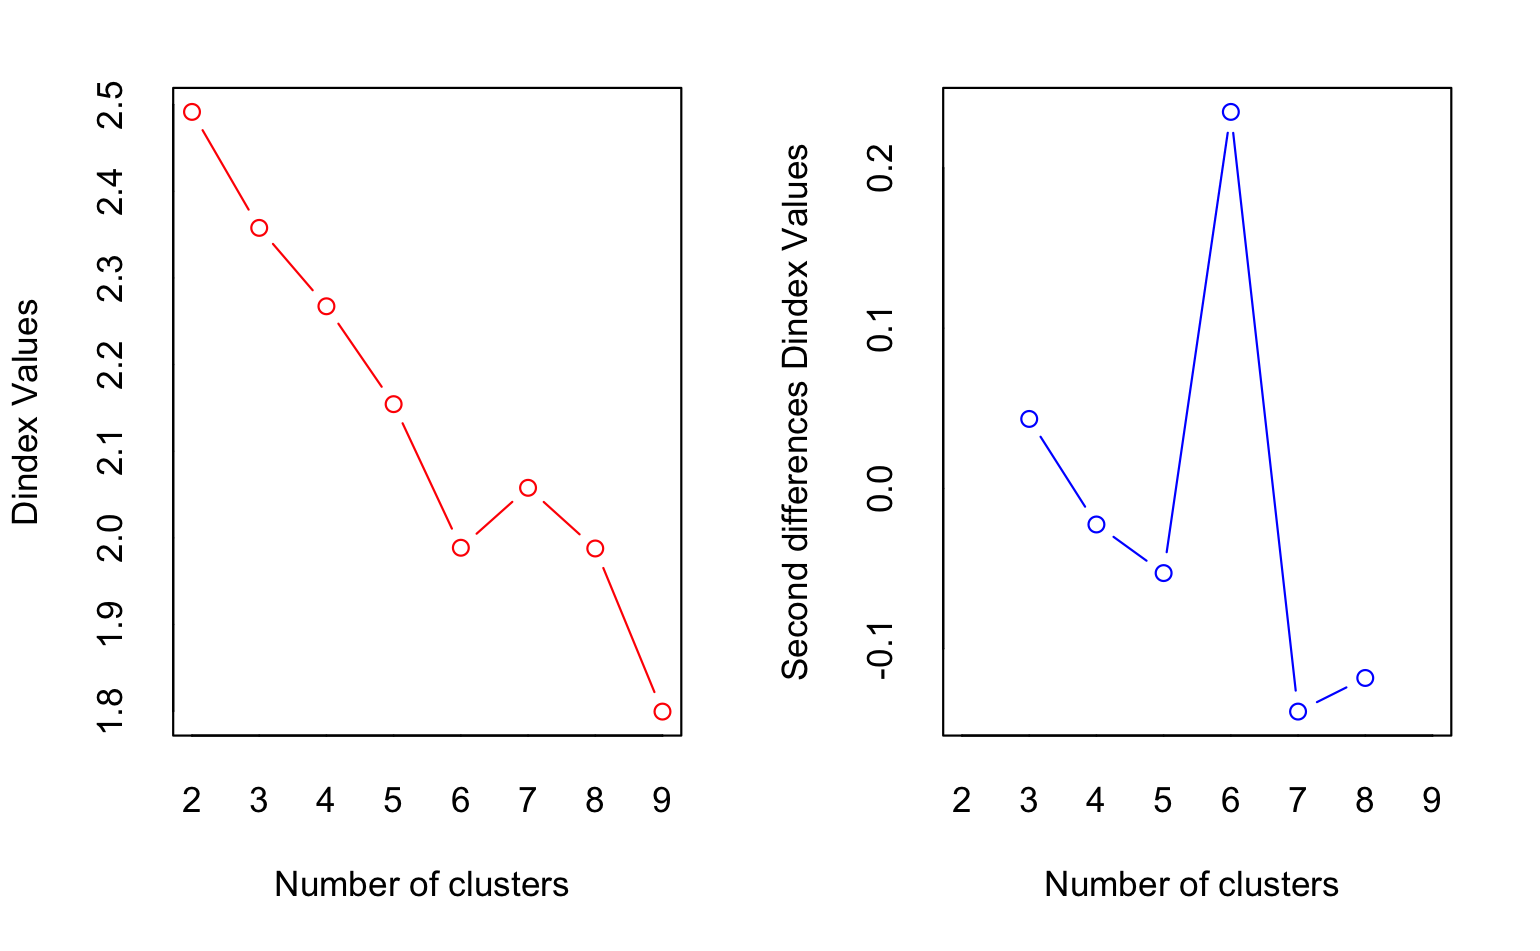 Dindex Values
2.5
2.4
2.3
2.2
2.1
2.0
1.9
1.8
2 3 4 5 6 7 8 9
Number of clusters
Second differences Dindex Values
0.2
0.1
0.0
-0.1
2 3 4 5 6 7 8 9
Number of clusters